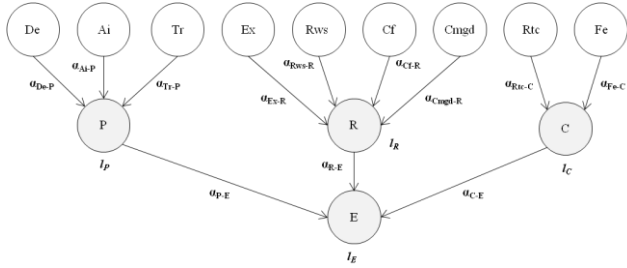 De Ai Tr Ex Rws Cf Cmgd Rtc Fe
αDe-P αAi-P αTr-P αEx-R αRws-R αCf-R αCmgd-R αRtc-C αFe-C
P R C
lP lR lC
αP-E αR-E αC-E
E
lE